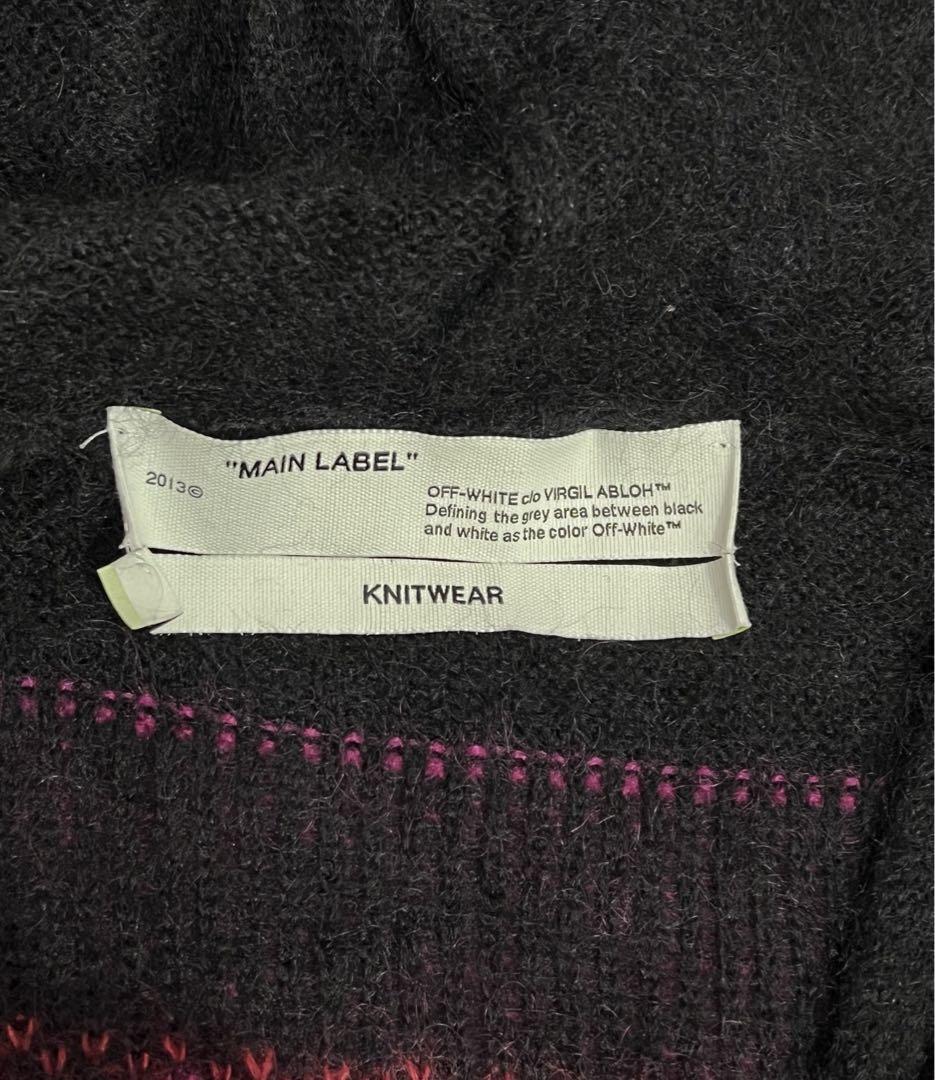 "MAIN LABEL"
2013©
OFF-WHITE c/o VIRGIL ABLOH™
Defining the grey area between black
and white as the color Off-White™
KNITWEAR